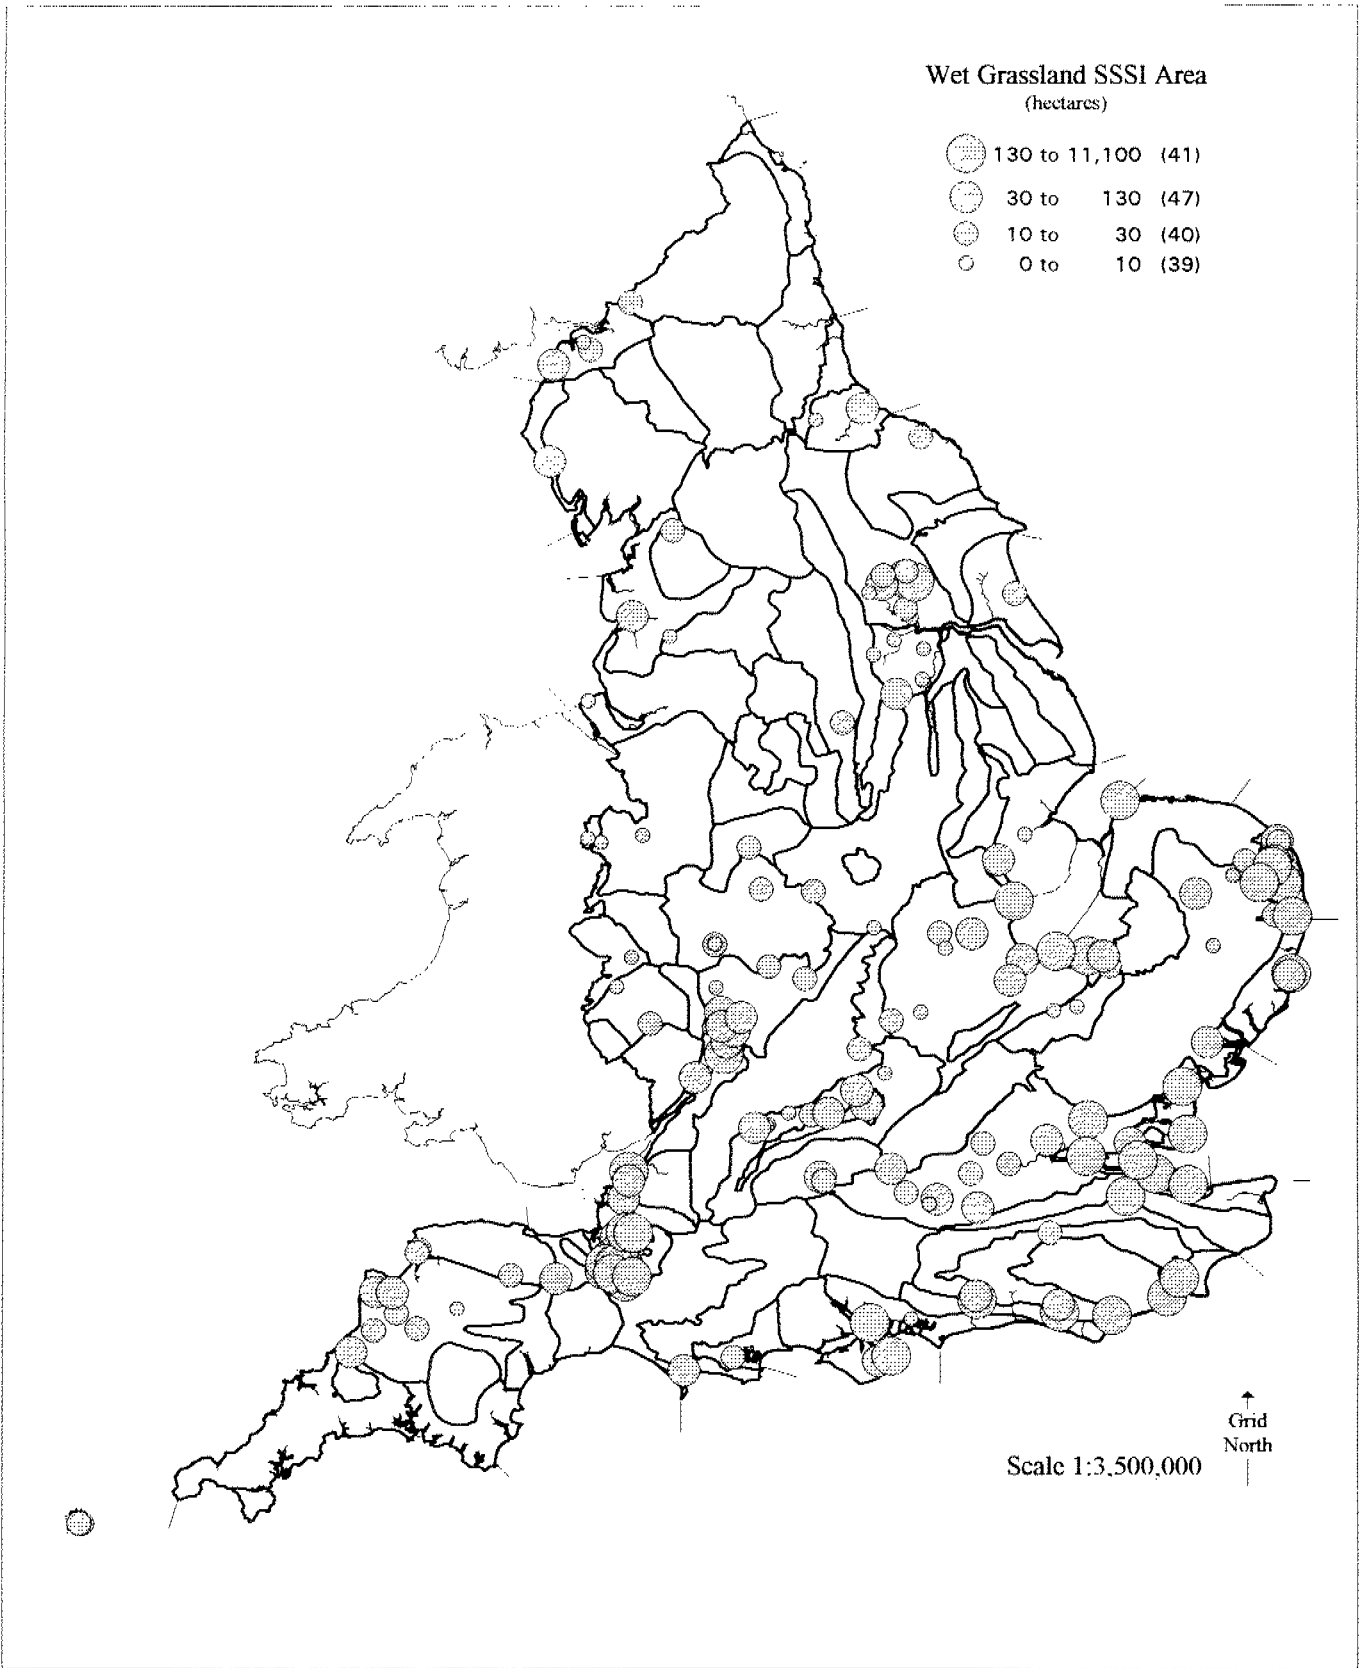 Wet Grassland SSSI Area
(hectares)
130 to 11,100 (41)
30 to 130 (47)
10 to 30 (40)
0 to 10 (39)
Grid
North
Scale 1:3,500,000